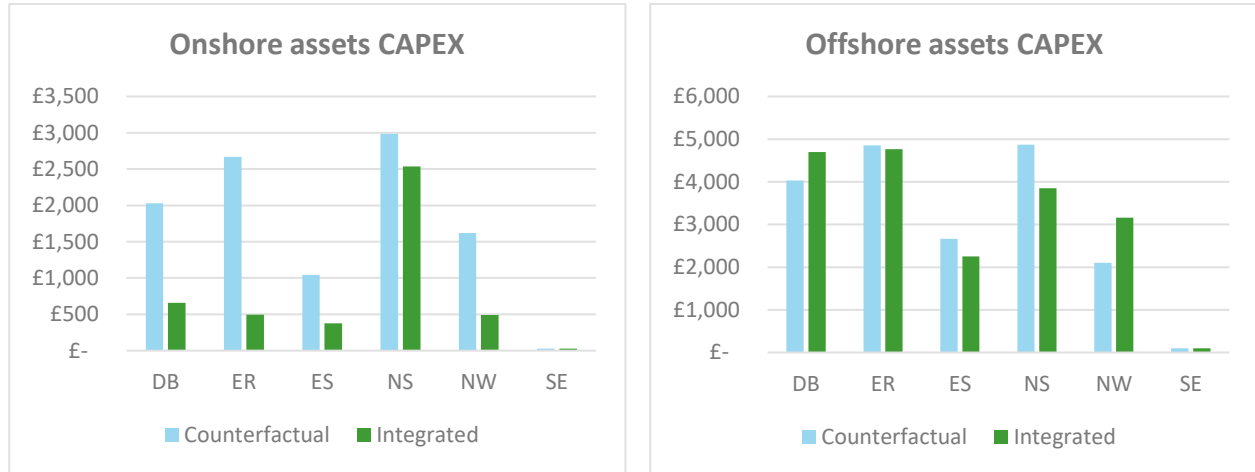 Onshore assets CAPEX
£3,500
£3,000
£2,500
£2,000
£1,500
£1,000
£500
£-
DB ER ES NS NW SE
Counterfactual Integrated
Offshore assets CAPEX
£6,000
£5,000
£4,000
£3,000
£2,000
£1,000
£-
DB ER ES NS NW SE
Counterfactual Integrated